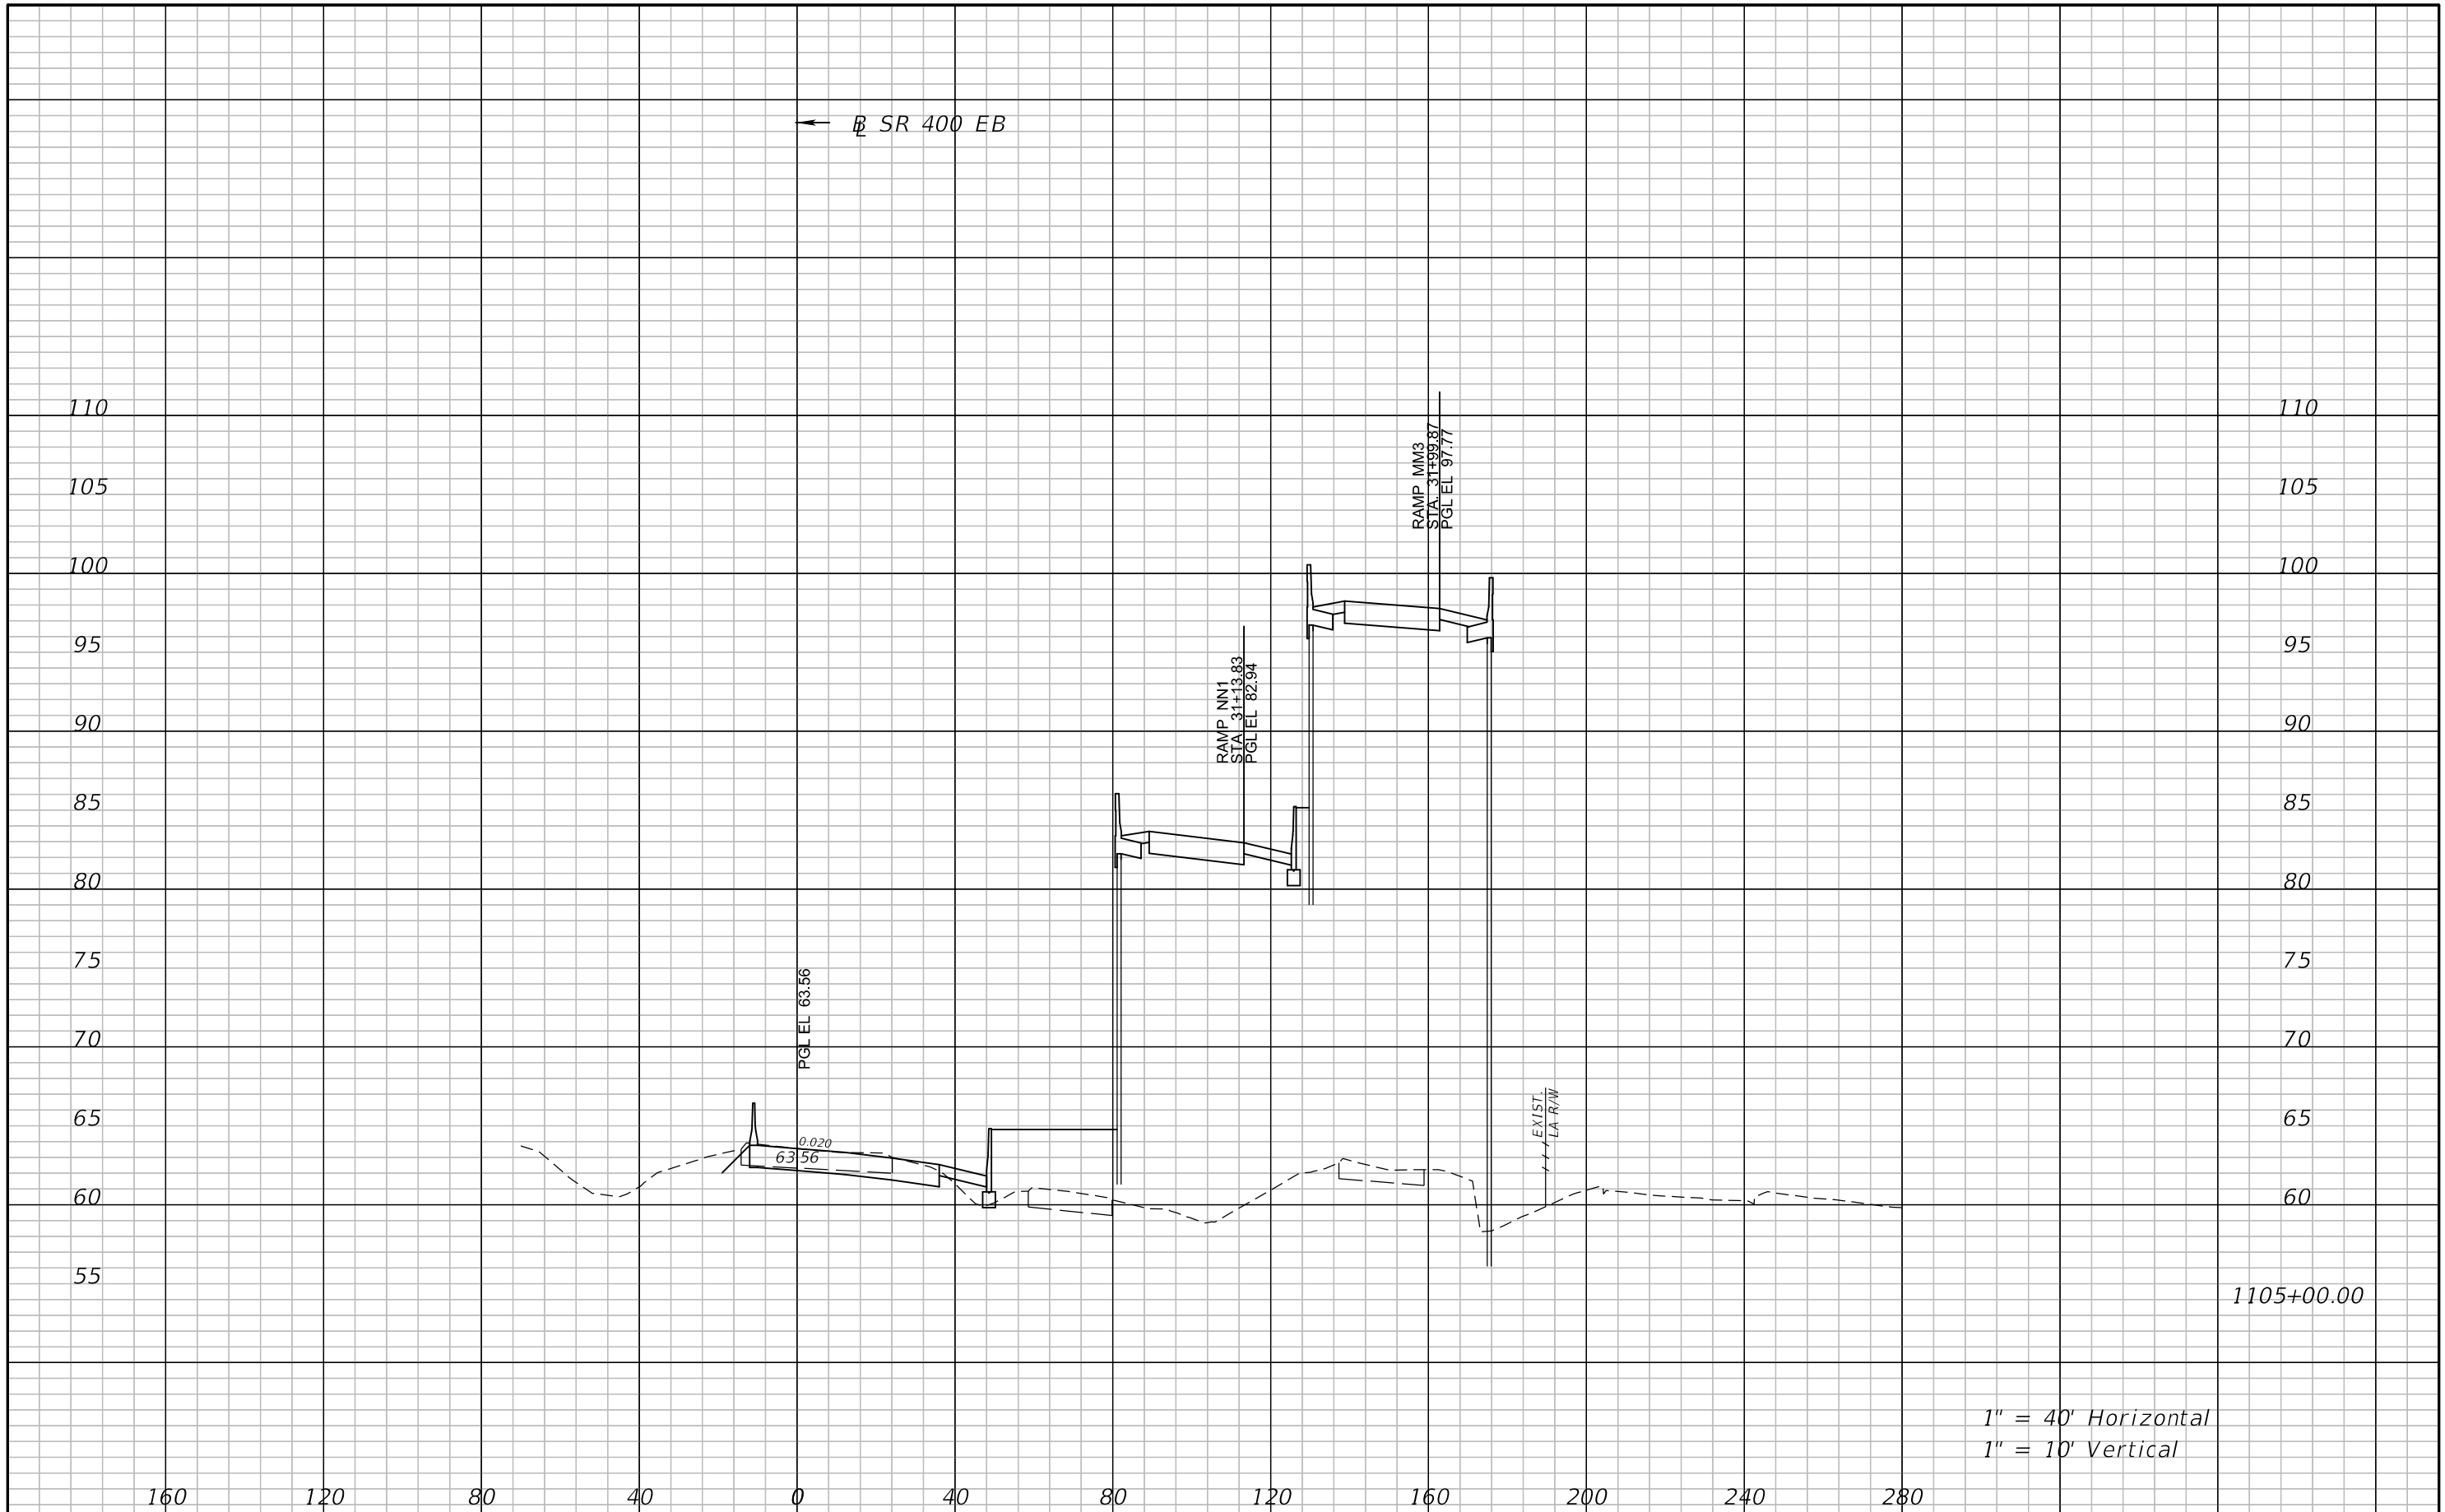 BL SR 400 EB
110 110
RAMP MM3
STA. 31+99.87
PGL EL 97.77
105 105
100 100
95 95
RAMP NN1
STA. 31+13.83
PGL EL 82.94
90 90
85 85
80 80
75 75
PGL EL 63.56
70 70
EXIST.
LA R/W
65 65
0.020
63.56
60 60
55
1105+00.00
1" = 40' Horizontal
1" = 10' Vertical
160 120 80 40 0 40 80 120 160 200 240 280